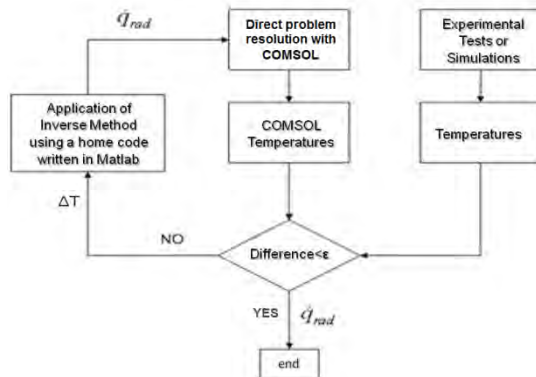 q̇rad
Direct problem
resolution with
COMSOL
Experimental
Tests or
Simulations
Application of
Inverse Method
using a home code
written in Matlab
COMSOL
Temperatures
Temperatures
ΔT
NO
Difference<ε
YES
q̇rad
end